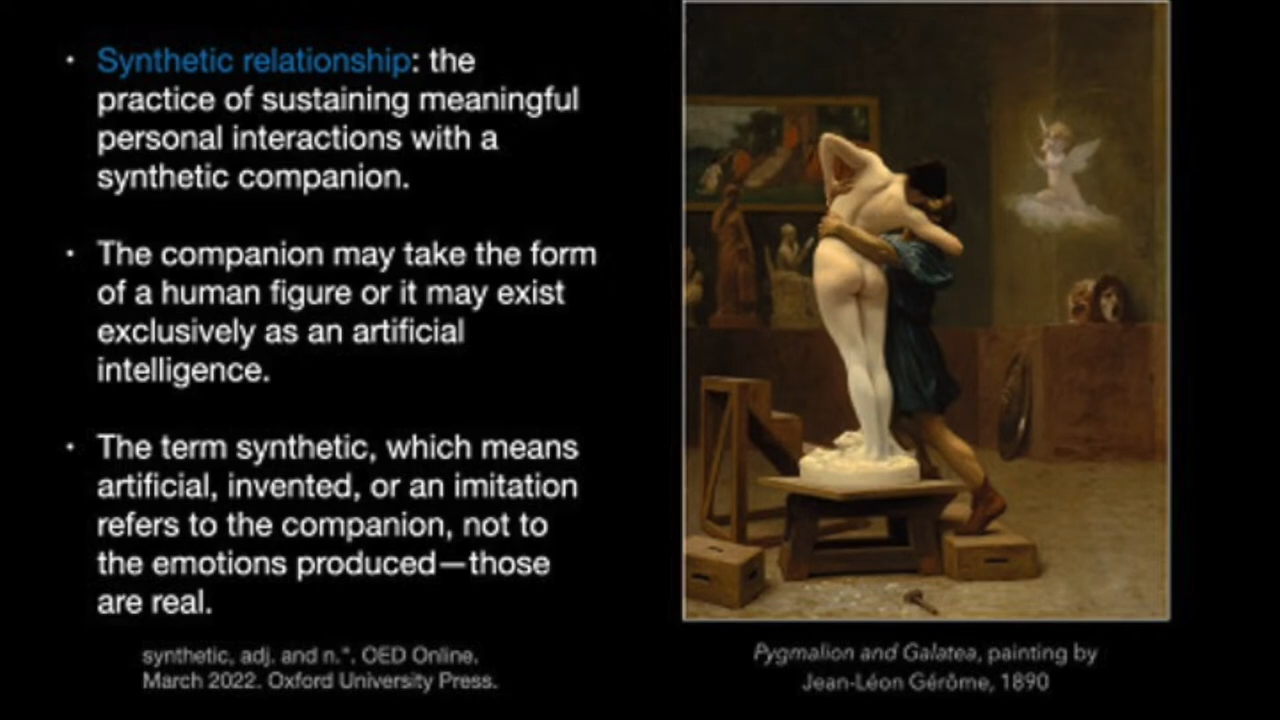 • Synthetic relationship: the
practice of sustaining meaningful
personal interactions with a
synthetic companion.
• The companion may take the form
of a human figure or it may exist
exclusively as an artificial
intelligence.
• The term synthetic, which means
artificial, invented, or an imitation
refers to the companion, not to
the emotions produced—those
are real.
synthetic, adj. and n.". OED Online.
March 2022. Oxford University Press.
Pygmalion and Galatea, painting by
Jean-Léon Gérôme, 1890